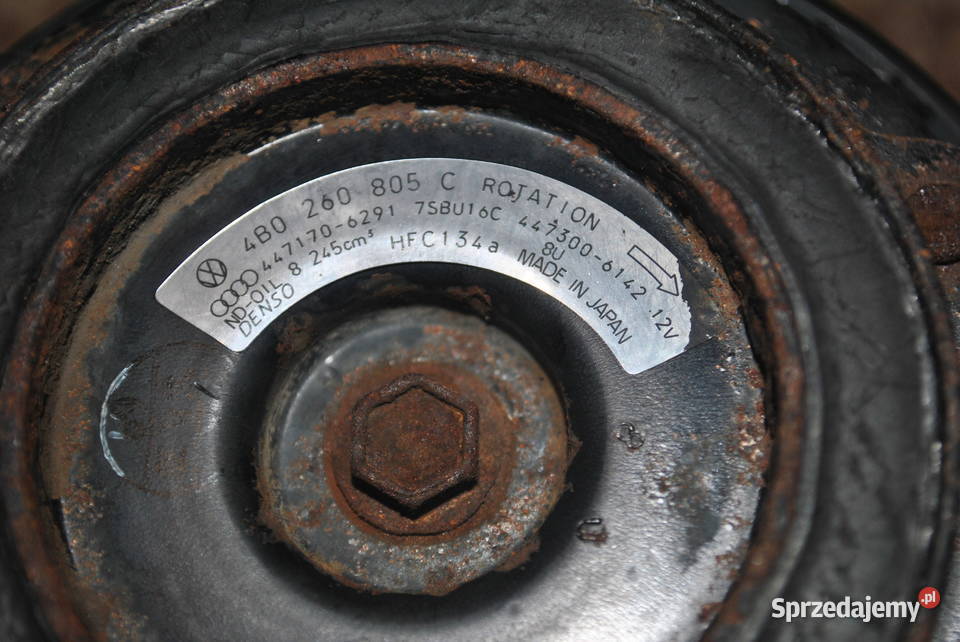 4B0 260 805 C ROTATION
447170-6291 7SBU16C 447300-6142 12V
ND-OIL 8 245cm³ HFC134a 8U
DENSO MADE IN JAPAN
Sprzedajemy.pl